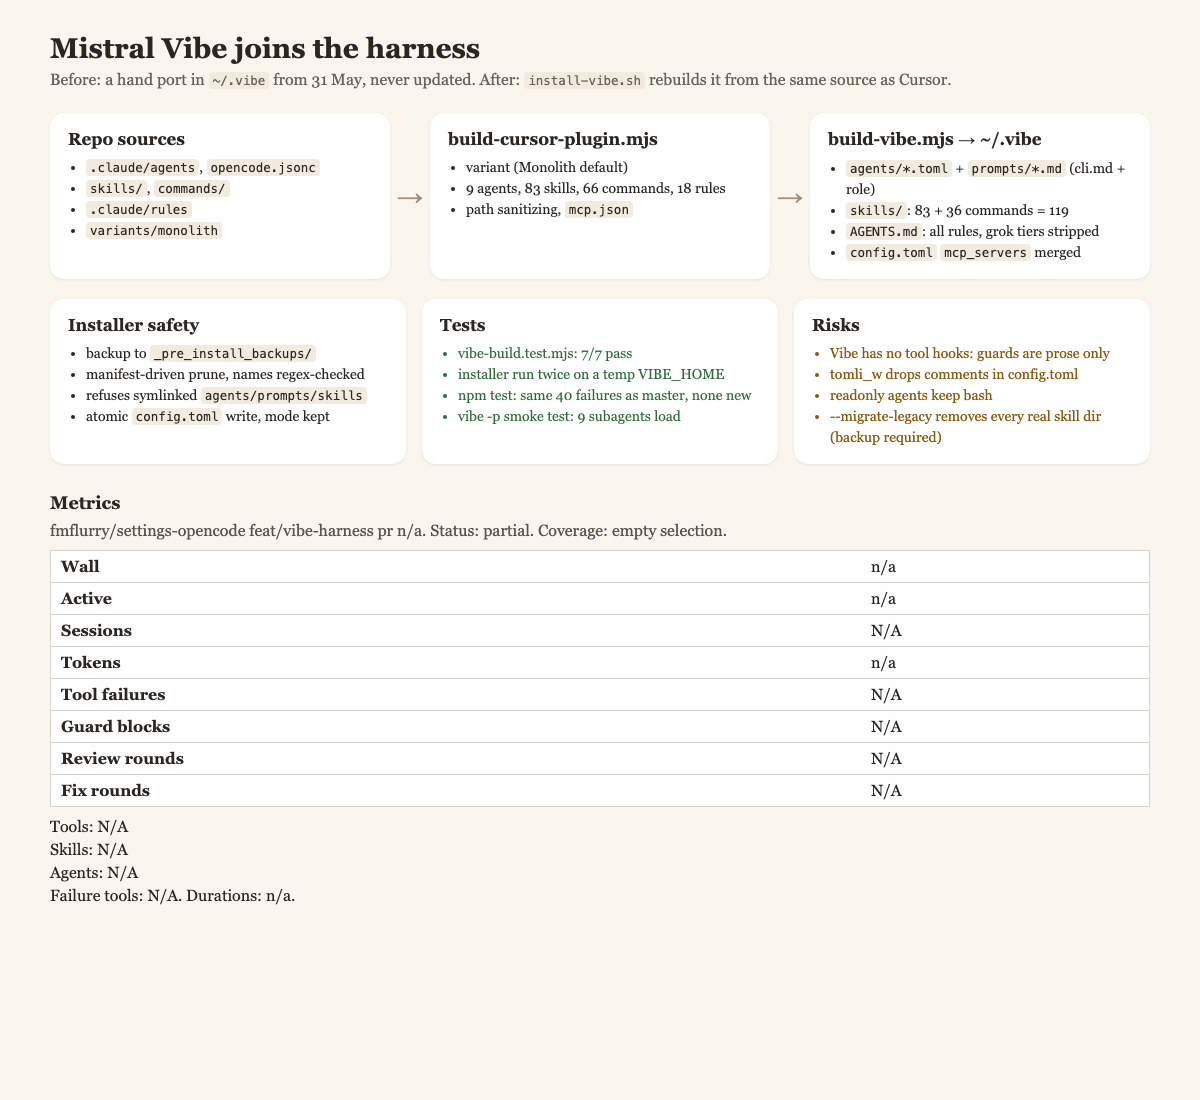 Mistral Vibe joins the harness
Before: a hand port in ~/.vibe from 31 May, never updated. After: install-vibe.sh rebuilds it from the same source as Cursor.
Repo sources
• .claude/agents, opencode.jsonc
• skills/, commands/
• .claude/rules
• variants/monolith
→
build-cursor-plugin.mjs
• variant (Monolith default)
• 9 agents, 83 skills, 66 commands, 18 rules
• path sanitizing, mcp.json
→
build-vibe.mjs → ~/.vibe
• agents/*.toml + prompts/*.md (cli.md +
role)
• skills/: 83 + 36 commands = 119
• AGENTS.md: all rules, grok tiers stripped
• config.toml mcp_servers merged
Installer safety
• backup to _pre_install_backups/
• manifest-driven prune, names regex-checked
• refuses symlinked agents/prompts/skills
• atomic config.toml write, mode kept
Tests
• vibe-build.test.mjs: 7/7 pass
• installer run twice on a temp VIBE_HOME
• npm test: same 40 failures as master, none new
• vibe -p smoke test: 9 subagents load
Risks
• Vibe has no tool hooks: guards are prose only
• tomli_w drops comments in config.toml
• readonly agents keep bash
• --migrate-legacy removes every real skill dir
(backup required)
Metrics
fmflurry/settings-opencode feat/vibe-harness pr n/a. Status: partial. Coverage: empty selection.
Wall n/a
Active n/a
Sessions N/A
Tokens n/a
Tool failures N/A
Guard blocks N/A
Review rounds N/A
Fix rounds N/A
Tools: N/A
Skills: N/A
Agents: N/A
Failure tools: N/A. Durations: n/a.